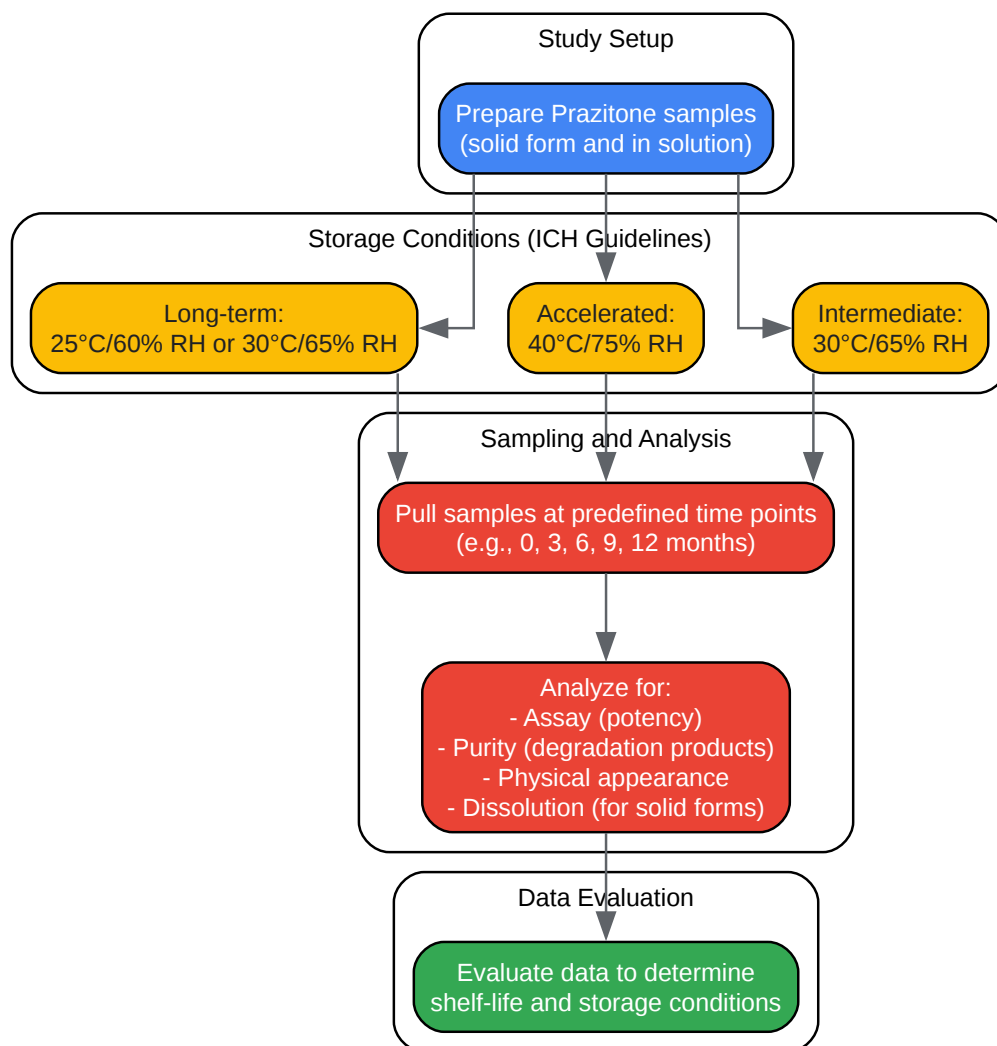 Study Setup
Prepare Prazitone samples
(solid form and in solution)
Storage Conditions (ICH Guidelines)
Long-term:
25°C/60% RH or 30°C/65% RH
Accelerated:
40°C/75% RH
Intermediate:
30°C/65% RH
Sampling and Analysis
Pull samples at predefined time points
(e.g., 0, 3, 6, 9, 12 months)
Analyze for:
- Assay (potency)
- Purity (degradation products)
- Physical appearance
- Dissolution (for solid forms)
Data Evaluation
Evaluate data to determine
shelf-life and storage conditions